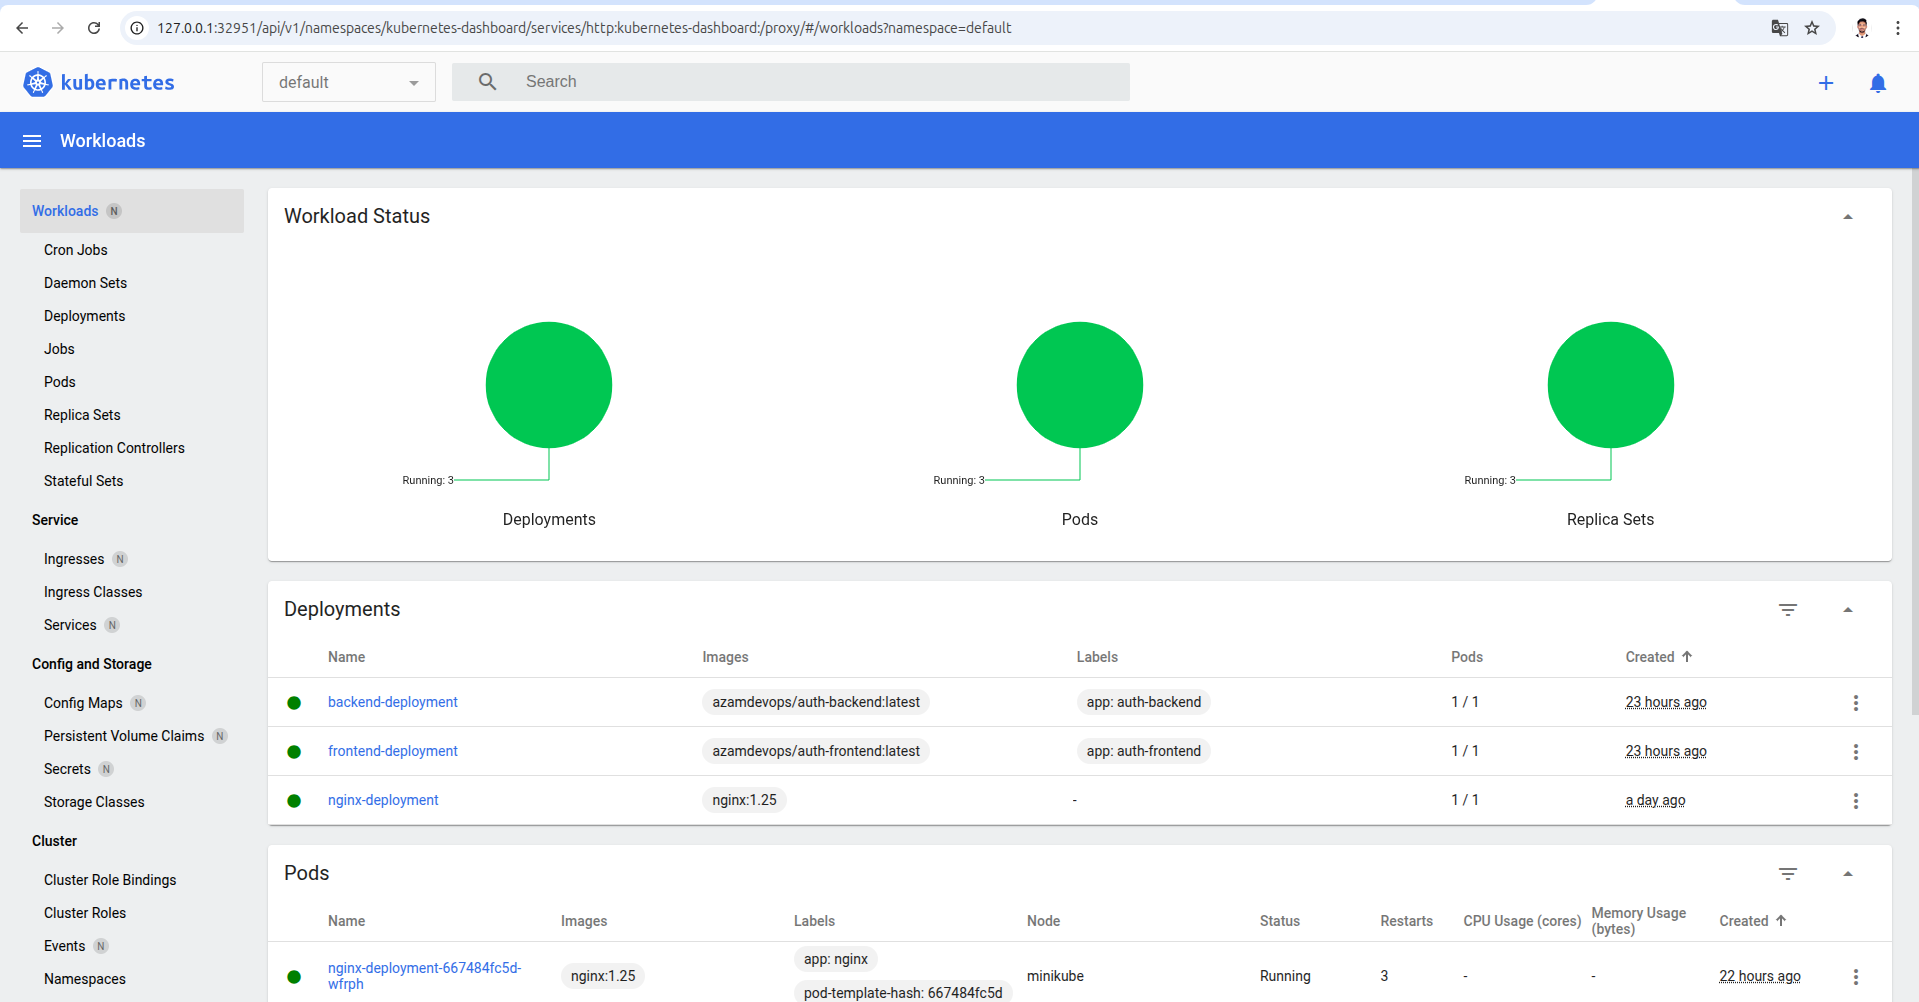 127.0.0.1:32951/api/v1/namespaces/kubernetes-dashboard/services/http:kubernetes-dashboard:/proxy/#/workloads?namespace=default
kubernetes
default
Search
Workloads
Workloads N
Cron Jobs
Daemon Sets
Deployments
Jobs
Pods
Replica Sets
Replication Controllers
Stateful Sets
Service
Ingresses N
Ingress Classes
Services N
Config and Storage
Config Maps N
Persistent Volume Claims N
Secrets N
Storage Classes
Cluster
Cluster Role Bindings
Cluster Roles
Events N
Namespaces
Workload Status
Running: 3
Deployments
Running: 3
Pods
Running: 3
Replica Sets
Deployments
Name Images Labels Pods Created
backend-deployment azamdevops/auth-backend:latest app: auth-backend 1 / 1 23 hours ago
frontend-deployment azamdevops/auth-frontend:latest app: auth-frontend 1 / 1 23 hours ago
nginx-deployment nginx:1.25 - 1 / 1 a day ago
Pods
Name Images Labels Node Status Restarts CPU Usage (cores) Memory Usage (bytes) Created
nginx-deployment-667484fc5d-
wfrph
nginx:1.25
app: nginx
pod-template-hash: 667484fc5d
minikube Running 3 - - 22 hours ago